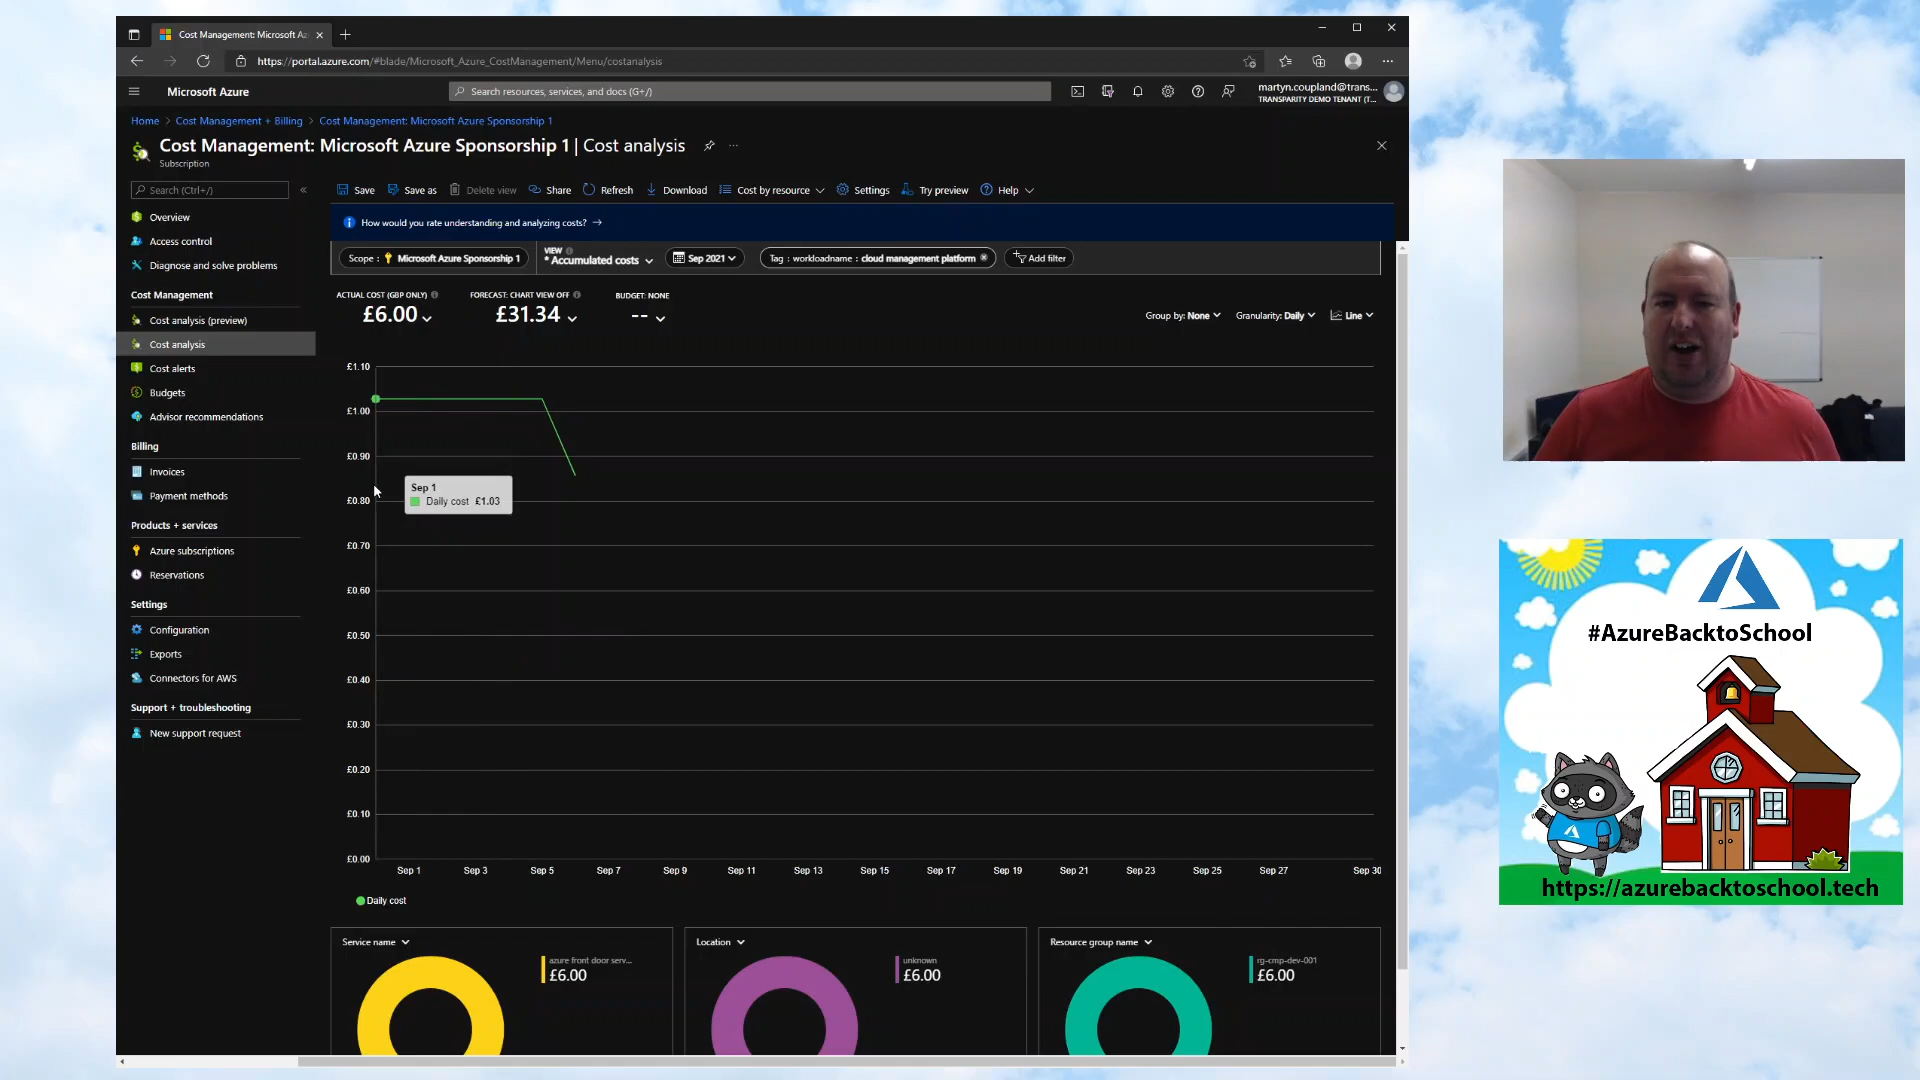 Cost Management: Microsoft Az
https://portal.azure.com/#blade/Microsoft_Azure_CostManagement/Menu/costanalysis
Microsoft Azure
Search resources, services, and docs (G+/)
martyn.coupland@trans...
TRANSPARITY DEMO TENANT (T...
Home > Cost Management + Billing > Cost Management: Microsoft Azure Sponsorship 1
Cost Management: Microsoft Azure Sponsorship 1 | Cost analysis
Subscription
Search (Ctrl+/)
Save
Save as
Delete view
Share
Refresh
Download
Cost by resource
Settings
Try preview
Help
Overview
Access control
Diagnose and solve problems
Cost Management
Cost analysis (preview)
Cost analysis
Cost alerts
Budgets
Advisor recommendations
Billing
Invoices
Payment methods
Products + services
Azure subscriptions
Reservations
Settings
Configuration
Exports
Connectors for AWS
Support + troubleshooting
New support request
How would you rate understanding and analyzing costs? →
Scope : Microsoft Azure Sponsorship 1
VIEW
* Accumulated costs
Sep 2021
Tag : workloadname : cloud management platform
Add filter
ACTUAL COST (GBP ONLY)
£6.00
FORECAST: CHART VIEW OFF
£31.34
BUDGET: NONE
--
Group by: None
Granularity: Daily
Line
£1.10
£1.00
£0.90
£0.80
£0.70
£0.60
£0.50
£0.40
£0.30
£0.20
£0.10
£0.00
Sep 1
Daily cost £1.03
Sep 1 Sep 3 Sep 5 Sep 7 Sep 9 Sep 11 Sep 13 Sep 15 Sep 17 Sep 19 Sep 21 Sep 23 Sep 25 Sep 27 Sep 30
Daily cost
Service name
azure front door serv...
£6.00
Location
unknown
£6.00
Resource group name
rg-cmp-dev-001
£6.00
#AzureBacktoSchool
https://azurebacktoschool.tech